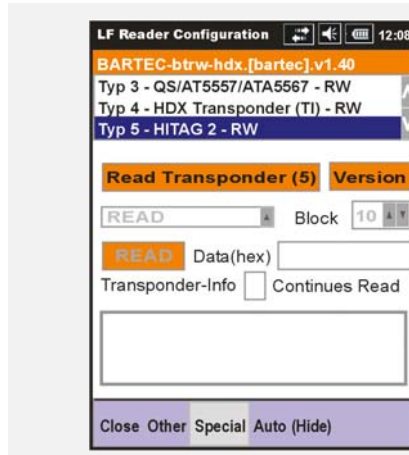 LF Reader Configuration 12:08
BARTEC-btrw-hdx.[bartec].v1.40
Typ 3 - QS/AT5557/ATA5567 - RW
Typ 4 - HDX Transponder (TI) - RW
Typ 5 - HITAG 2 - RW
Read Transponder (5) Version
READ Block 10
READ Data(hex)
Transponder-Info Continues Read
Close Other Special Auto (Hide)